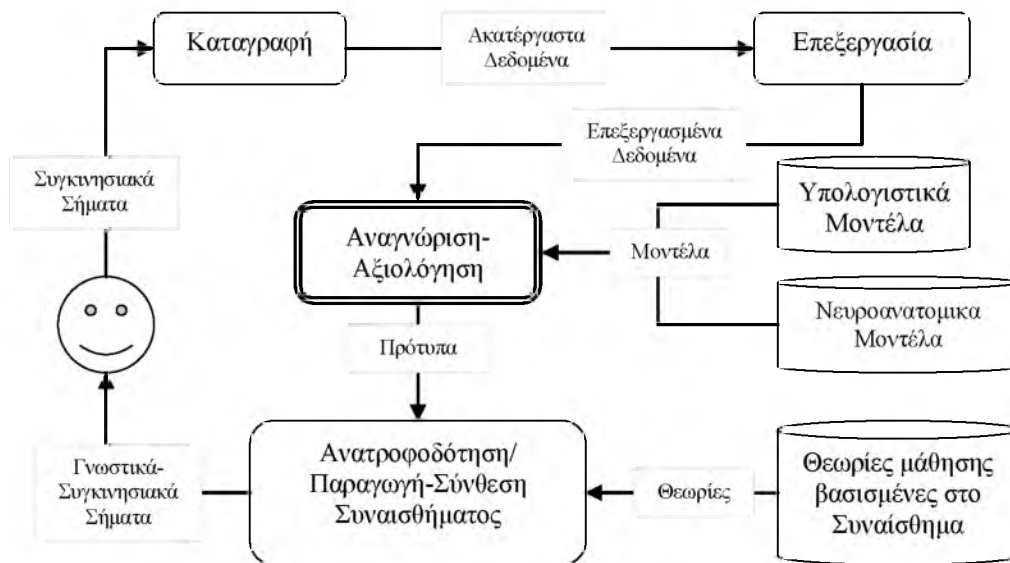 Καταγραφή
Ακατέργαστα
Δεδομένα
Επεξεργασία
Επεξεργασμένα
Δεδομένα
Συγκινησιακά
Σήματα
Υπολογιστικά
Μοντέλα
Αναγνώριση-
Αξιολόγηση
Μοντέλα
Νευροανατομικα
Μοντέλα
Πρότυπα
Γνωστικά-
Συγκινησιακά
Σήματα
Ανατροφοδότηση/
Παραγωγή-Σύνθεση
Συναισθήματος
Θεωρίες
Θεωρίες μάθησης
βασισμένες στο
Συναίσθημα